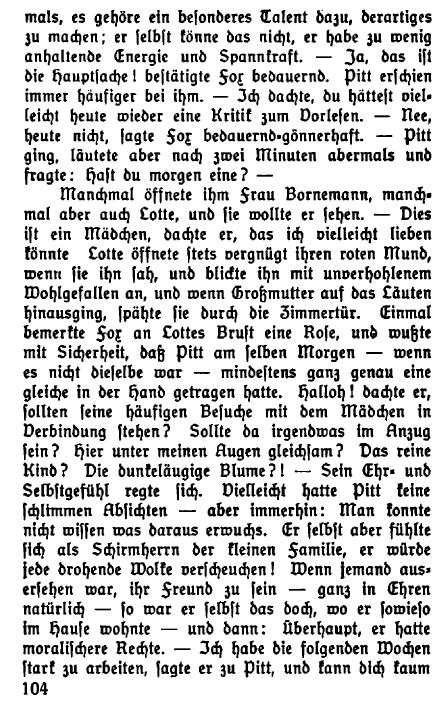 mals, es gehöre ein besonderes Talent dazu, derartiges
zu machen; er selbst könne das nicht, er habe zu wenig
anhaltende Energie und Spannkraft. — Ja, das ist
die Hauptsache! bestätigte Fox bedauernd. Pitt erschien
immer häufiger bei ihm. — Ich dachte, du hättest viel-
leicht heute wieder eine Kritik zum Vorlesen. — Nee,
heute nicht, sagte Fox bedauernd-gönnerhaft. — Pitt
ging, läutete aber nach zwei Minuten abermals und
fragte: Hast du morgen eine? —
Manchmal öffnete ihm Frau Bornemann, manch-
mal aber auch Lotte, und sie wollte er sehen. — Dies
ist ein Mädchen, dachte er, das ich vielleicht lieben
könnte Lotte öffnete stets vergnügt ihren roten Mund,
wenn sie ihn sah, und blickte ihn mit unverhohlenem
Wohlgefallen an, und wenn Großmutter auf das Läuten
hinausging, spähte sie durch die Zimmertür. Einmal
bemerkte Fox an Lottes Brust eine Rose, und wußte
mit Sicherheit, daß Pitt am selben Morgen — wenn
es nicht dieselbe war — mindestens ganz genau eine
gleiche in der Hand getragen hatte. Halloh! dachte er,
sollten seine häufigen Besuche mit dem Mädchen in
Verbindung stehen? Sollte da irgendwas im Anzug
sein? Hier unter meinen Augen gleichsam? Das reine
Kind? Die dunkeläugige Blume?! — Sein Ehr- und
Selbstgefühl regte sich. Vielleicht hatte Pitt keine
schlimmen Absichten — aber immerhin: Man konnte
nicht wissen was daraus erwuchs. Er selbst aber fühlte
sich als Schirmherrn der kleinen Familie, er würde
jede drohende Wolke verscheuchen! Wenn jemand aus-
ersehen war, ihr Freund zu sein — ganz in Ehren
natürlich — so war er selbst das doch, wo er sowieso
im Hause wohnte — und dann: Überhaupt, er hatte
moralischere Rechte. — Ich habe die folgenden Wochen
stark zu arbeiten, sagte er zu Pitt, und kann dich kaum
104